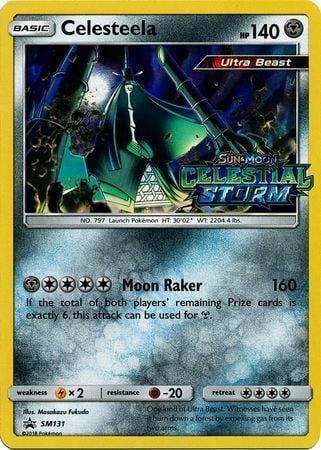 BASIC
Celesteela
HP 140
Ultra Beast
SUN & MOON
CELESTIAL
STORM
NO. 797 Launch Pokémon HT: 30'02" WT: 2204.4 lbs.
Moon Raker 160
If the total of both players' remaining Prize cards is
exactly 6, this attack can be used for .
weakness × 2 resistance -20 retreat
Illus. Masakazu Fukuda
SM131
©2018 Pokémon
One kind of Ultra Beast. Witnesses have seen
it burn down a forest by expelling gas from its
two arms.